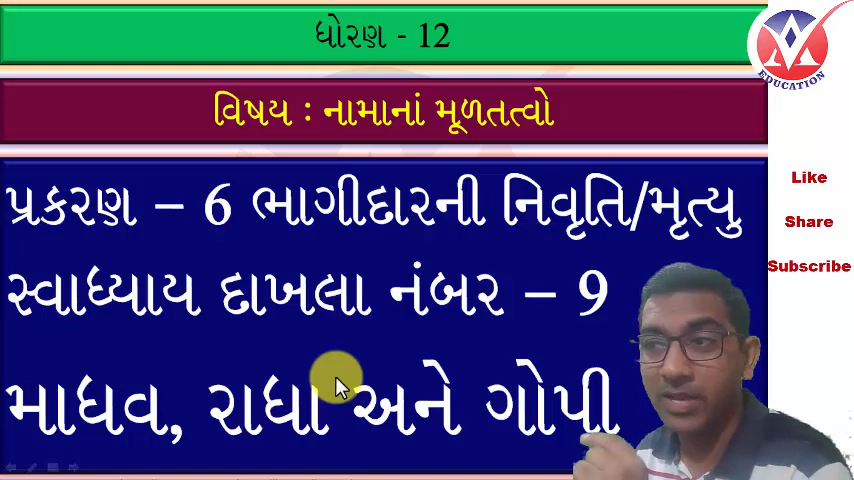 ધોરણ - 12
EDUCATION
વિષય : નામાનાં મૂળતત્વો
પ્રકરણ – 6 ભાગીદારની નિવૃતિ/મૃત્યુ
સ્વાધ્યાય દાખલા નંબર – 9
માધવ, રાધા અને ગોપી
Like
Share
Subscribe